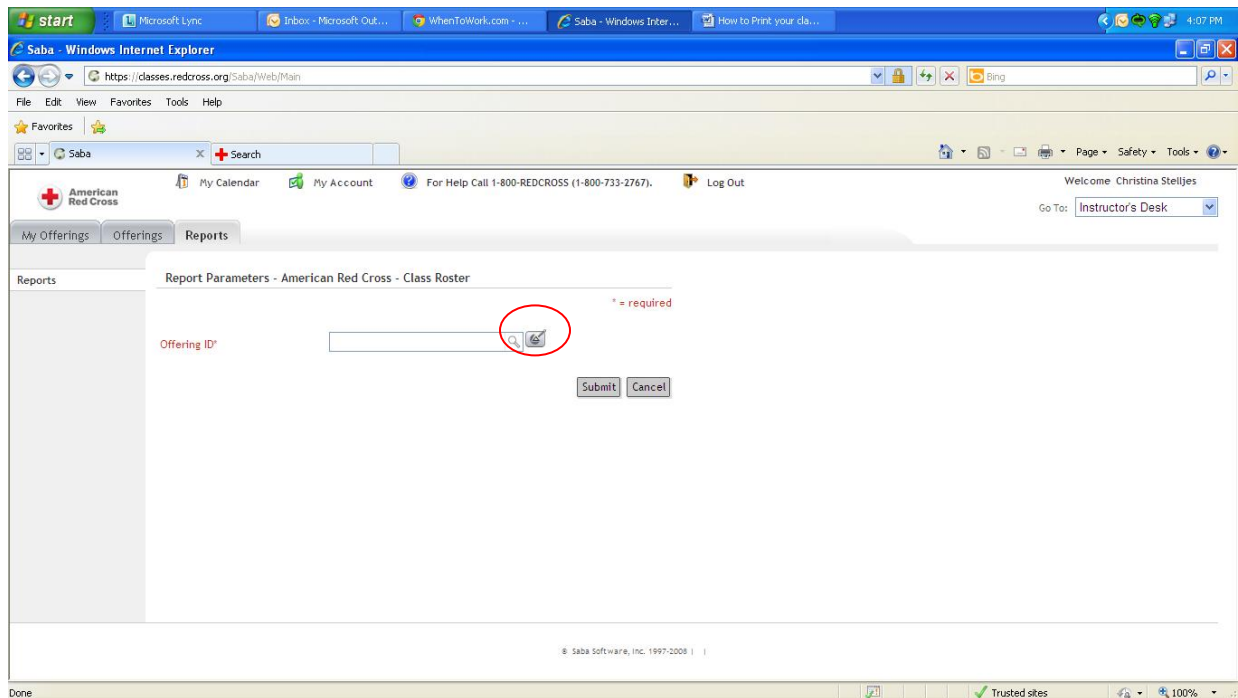 start Microsoft Lync Inbox - Microsoft Out... WhenToWork.com - ... Saba - Windows Inter... How to Print your cla... 4:07 PM
Saba - Windows Internet Explorer
https://classes.redcross.org/Saba/Web/Main Bing
File Edit View Favorites Tools Help
Favorites
Saba Search Page Safety Tools
My Calendar My Account For Help Call 1-800-REDCROSS (1-800-733-2767). Log Out Welcome Christina Stelljes
American
Red Cross
Go To: Instructor's Desk
My Offerings Offerings Reports
Reports
Report Parameters - American Red Cross - Class Roster
* = required
Offering ID*
Submit Cancel
© Saba Software, Inc. 1997-2008 | |
Done Trusted sites 100%